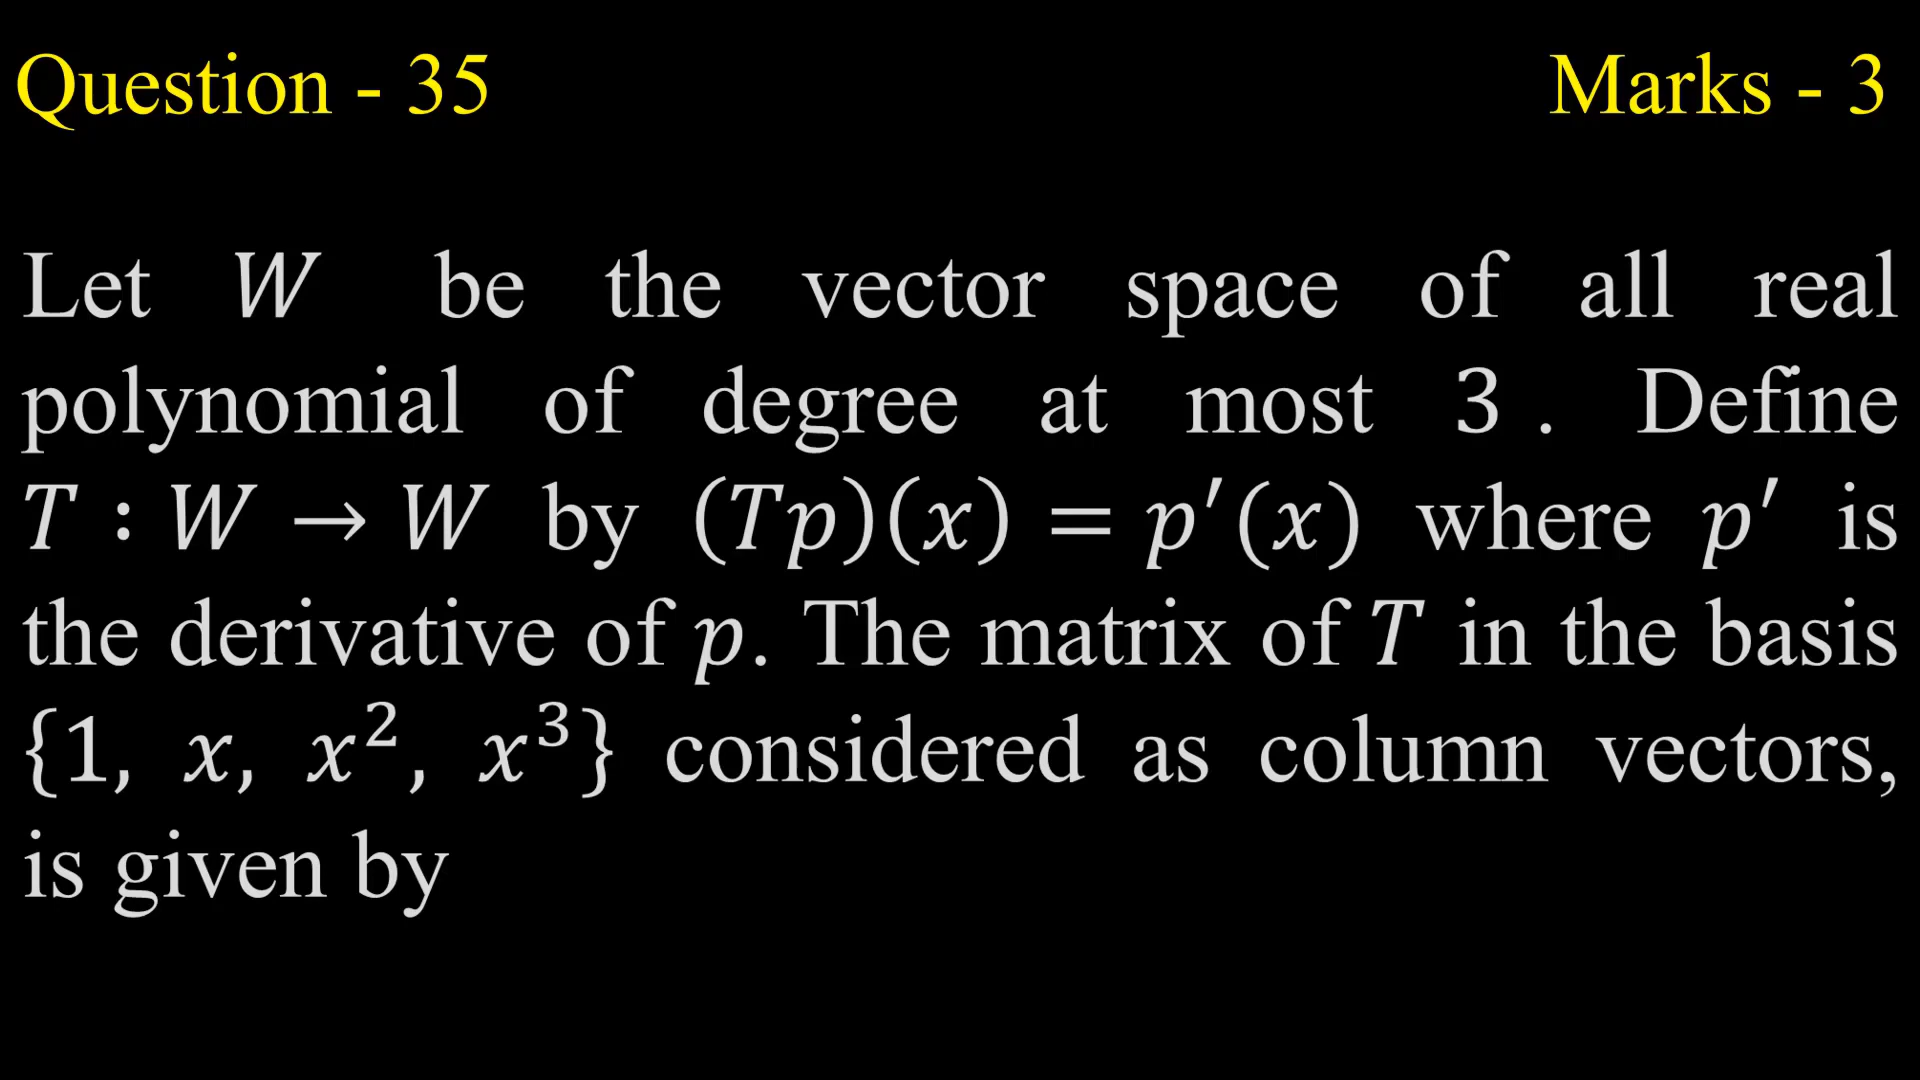 Question - 35 Marks - 3
Let W be the vector space of all real
polynomial of degree at most 3 . Define
T : W → W by (Tp)(x) = p′(x) where p′ is
the derivative of p. The matrix of T in the basis
{1, x, x², x³} considered as column vectors,
is given by